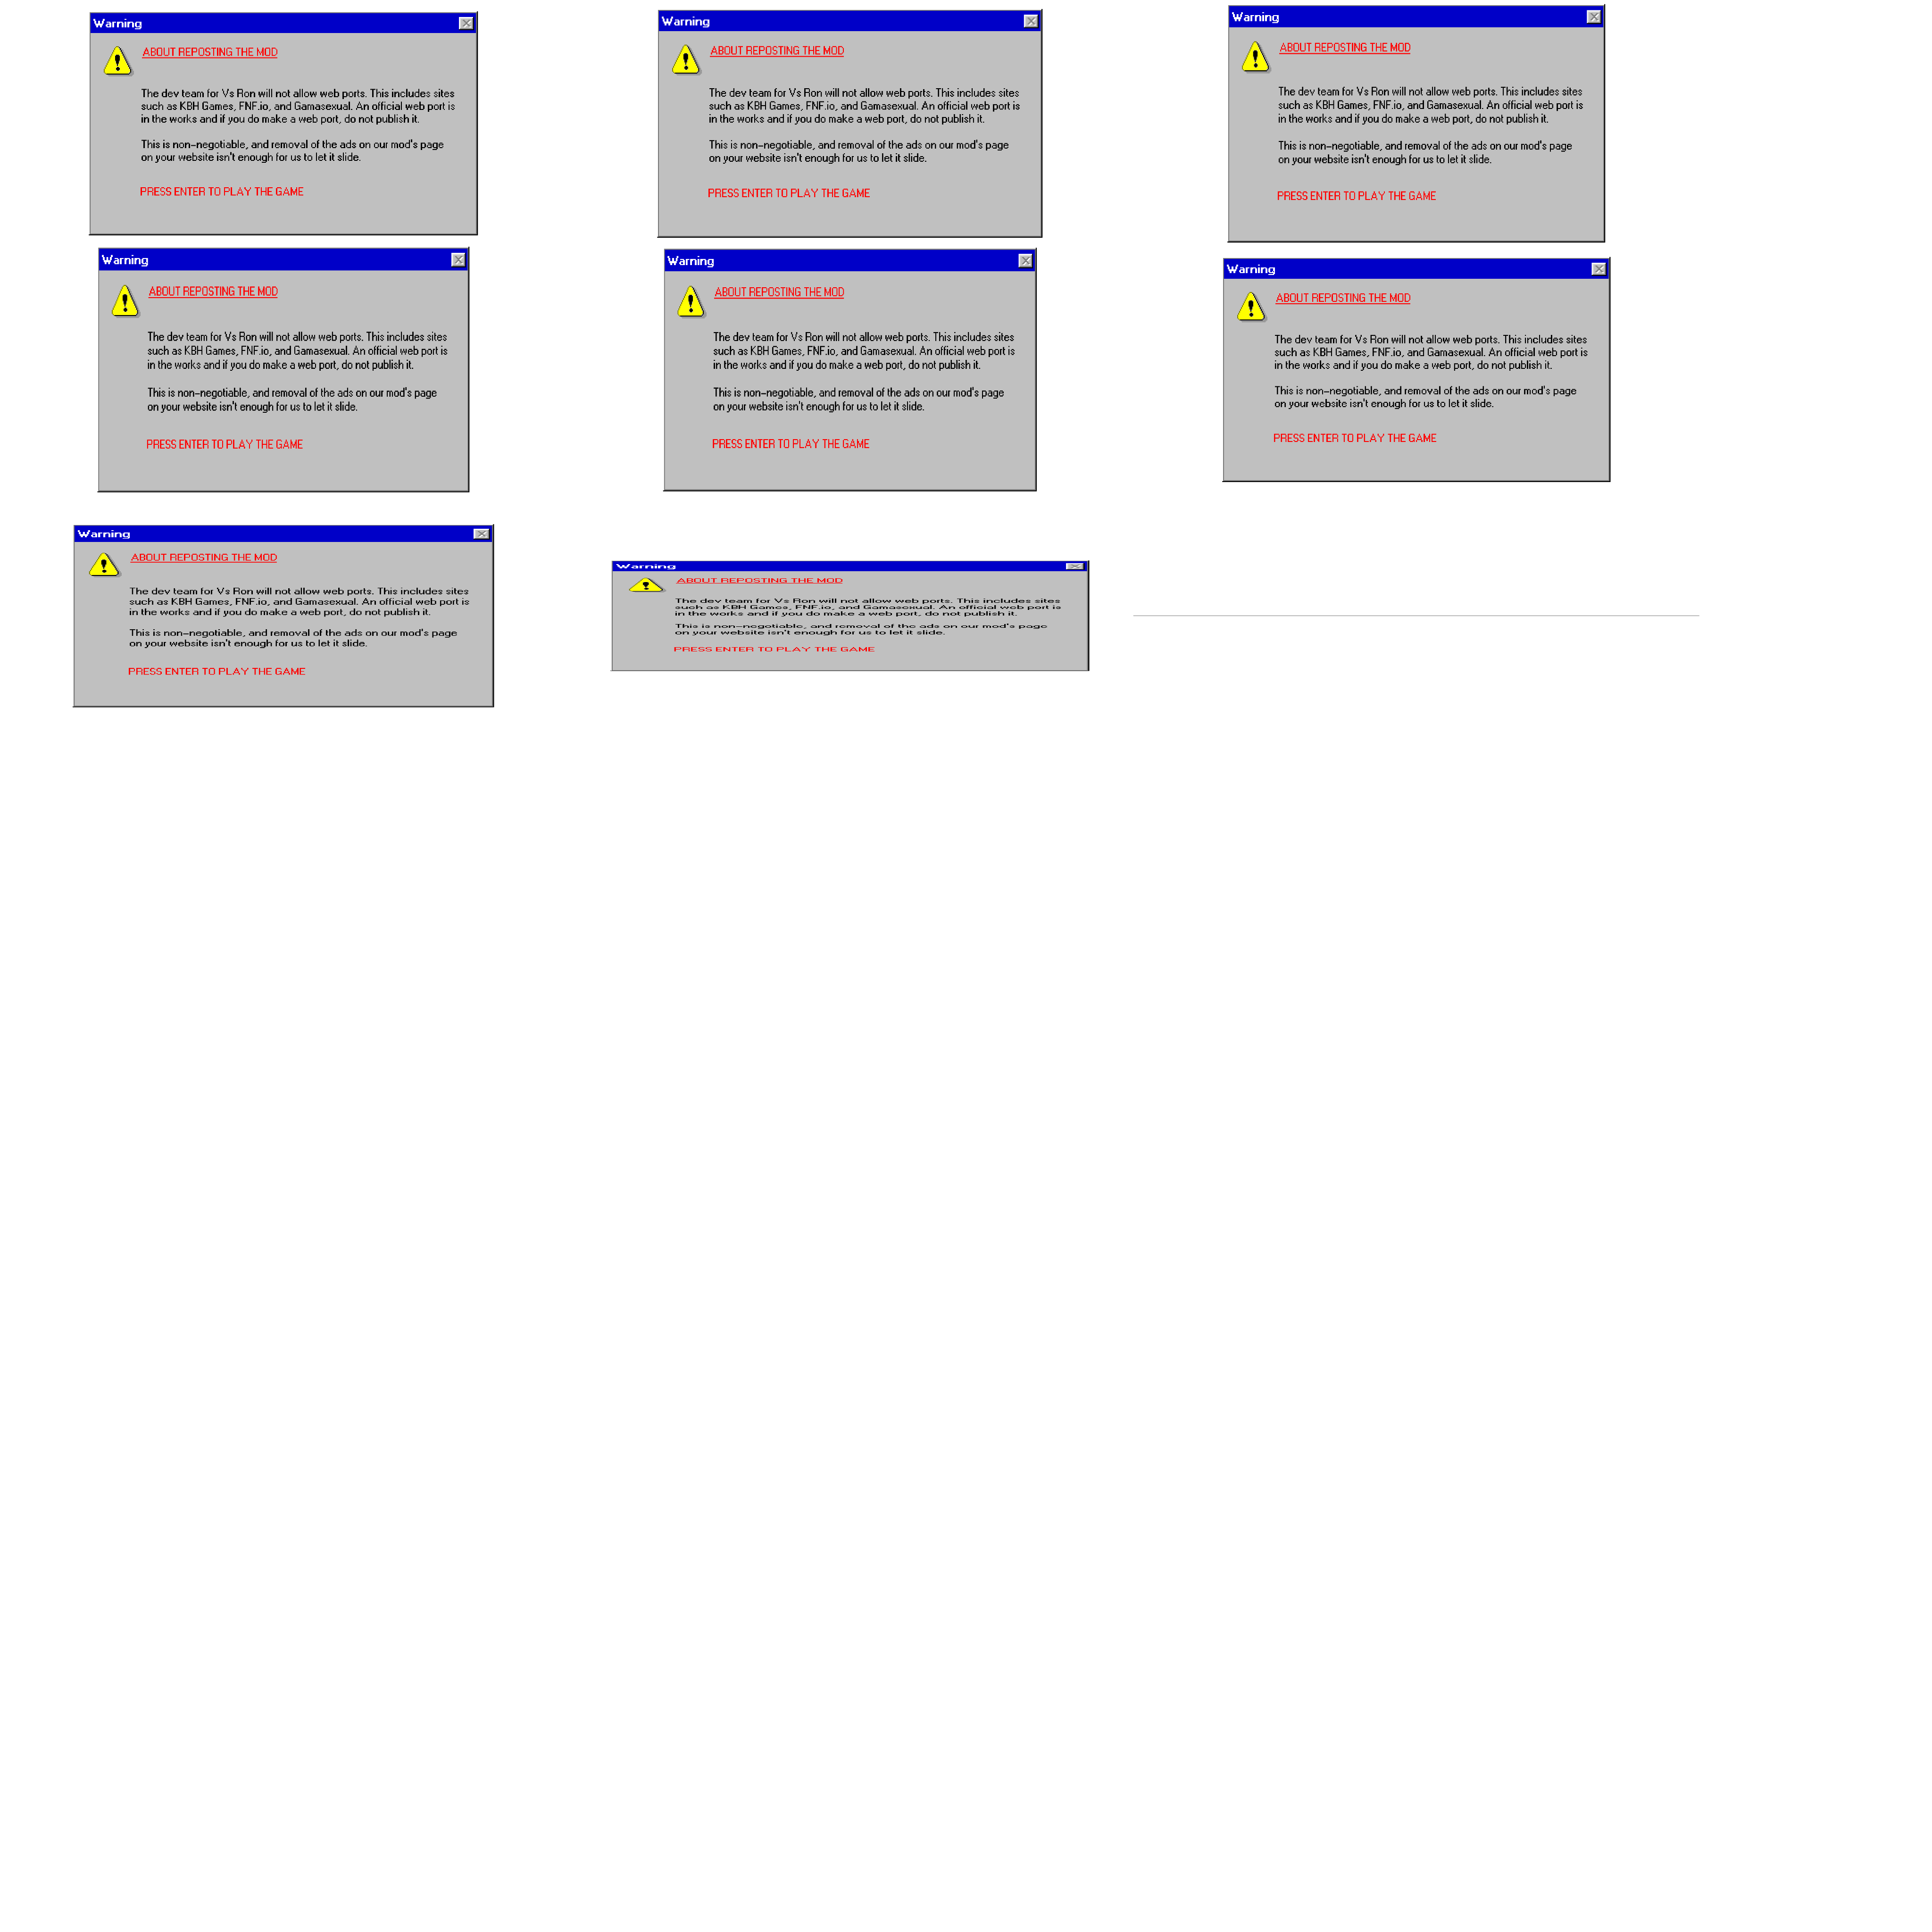 Warning
ABOUT REPOSTING THE MOD
The dev team for Vs Ron will not allow web ports. This includes sites
such as KBH Games, FNF.io, and Gamasexual. An official web port is
in the works and if you do make a web port, do not publish it.
This is non-negotiable, and removal of the ads on our mod's page
on your website isn't enough for us to let it slide.
PRESS ENTER TO PLAY THE GAME
Warning
ABOUT REPOSTING THE MOD
The dev team for Vs Ron will not allow web ports. This includes sites
such as KBH Games, FNF.io, and Gamasexual. An official web port is
in the works and if you do make a web port, do not publish it.
This is non-negotiable, and removal of the ads on our mod's page
on your website isn't enough for us to let it slide.
PRESS ENTER TO PLAY THE GAME
Warning
ABOUT REPOSTING THE MOD
The dev team for Vs Ron will not allow web ports. This includes sites
such as KBH Games, FNF.io, and Gamasexual. An official web port is
in the works and if you do make a web port, do not publish it.
This is non-negotiable, and removal of the ads on our mod's page
on your website isn't enough for us to let it slide.
PRESS ENTER TO PLAY THE GAME
Warning
ABOUT REPOSTING THE MOD
The dev team for Vs Ron will not allow web ports. This includes sites
such as KBH Games, FNF.io, and Gamasexual. An official web port is
in the works and if you do make a web port, do not publish it.
This is non-negotiable, and removal of the ads on our mod's page
on your website isn't enough for us to let it slide.
PRESS ENTER TO PLAY THE GAME
Warning
ABOUT REPOSTING THE MOD
The dev team for Vs Ron will not allow web ports. This includes sites
such as KBH Games, FNF.io, and Gamasexual. An official web port is
in the works and if you do make a web port, do not publish it.
This is non-negotiable, and removal of the ads on our mod's page
on your website isn't enough for us to let it slide.
PRESS ENTER TO PLAY THE GAME
Warning
ABOUT REPOSTING THE MOD
The dev team for Vs Ron will not allow web ports. This includes sites
such as KBH Games, FNF.io, and Gamasexual. An official web port is
in the works and if you do make a web port, do not publish it.
This is non-negotiable, and removal of the ads on our mod's page
on your website isn't enough for us to let it slide.
PRESS ENTER TO PLAY THE GAME
Warning
ABOUT REPOSTING THE MOD
The dev team for Vs Ron will not allow web ports. This includes sites
such as KBH Games, FNF.io, and Gamasexual. An official web port is
in the works and if you do make a web port, do not publish it.
This is non-negotiable, and removal of the ads on our mod's page
on your website isn't enough for us to let it slide.
PRESS ENTER TO PLAY THE GAME
Warning
ABOUT REPOSTING THE MOD
The dev team for Vs Ron will not allow web ports. This includes sites
such as KBH Games, FNF.io, and Gamasexual. An official web port is
in the works and if you do make a web port, do not publish it.
This is non-negotiable, and removal of the ads on our mod's page
on your website isn't enough for us to let it slide.
PRESS ENTER TO PLAY THE GAME